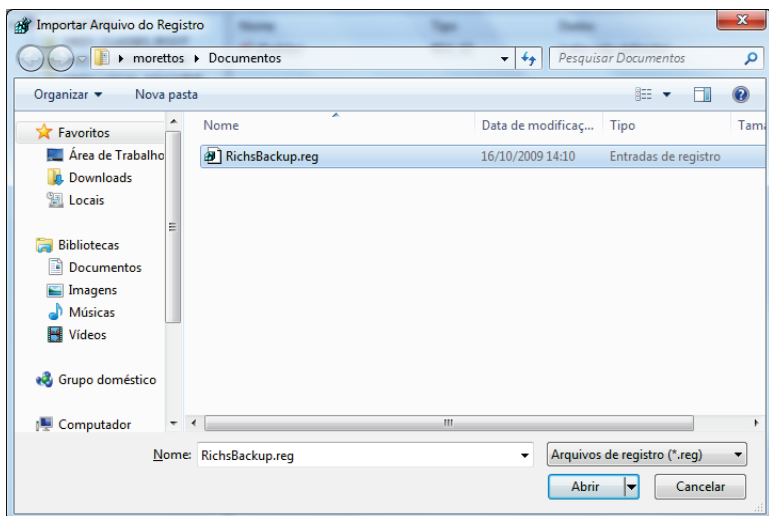 Importar Arquivo do Registro
morettos ▸ Documentos
Pesquisar Documentos
Organizar
Nova pasta
Favoritos
Área de Trabalho
Downloads
Locais
Bibliotecas
Documentos
Imagens
Músicas
Vídeos
Grupo doméstico
Computador
Nome Data de modificaç... Tipo Tama
RichsBackup.reg 16/10/2009 14:10 Entradas de registro
Nome: RichsBackup.reg
Arquivos de registro (*.reg)
Abrir
Cancelar